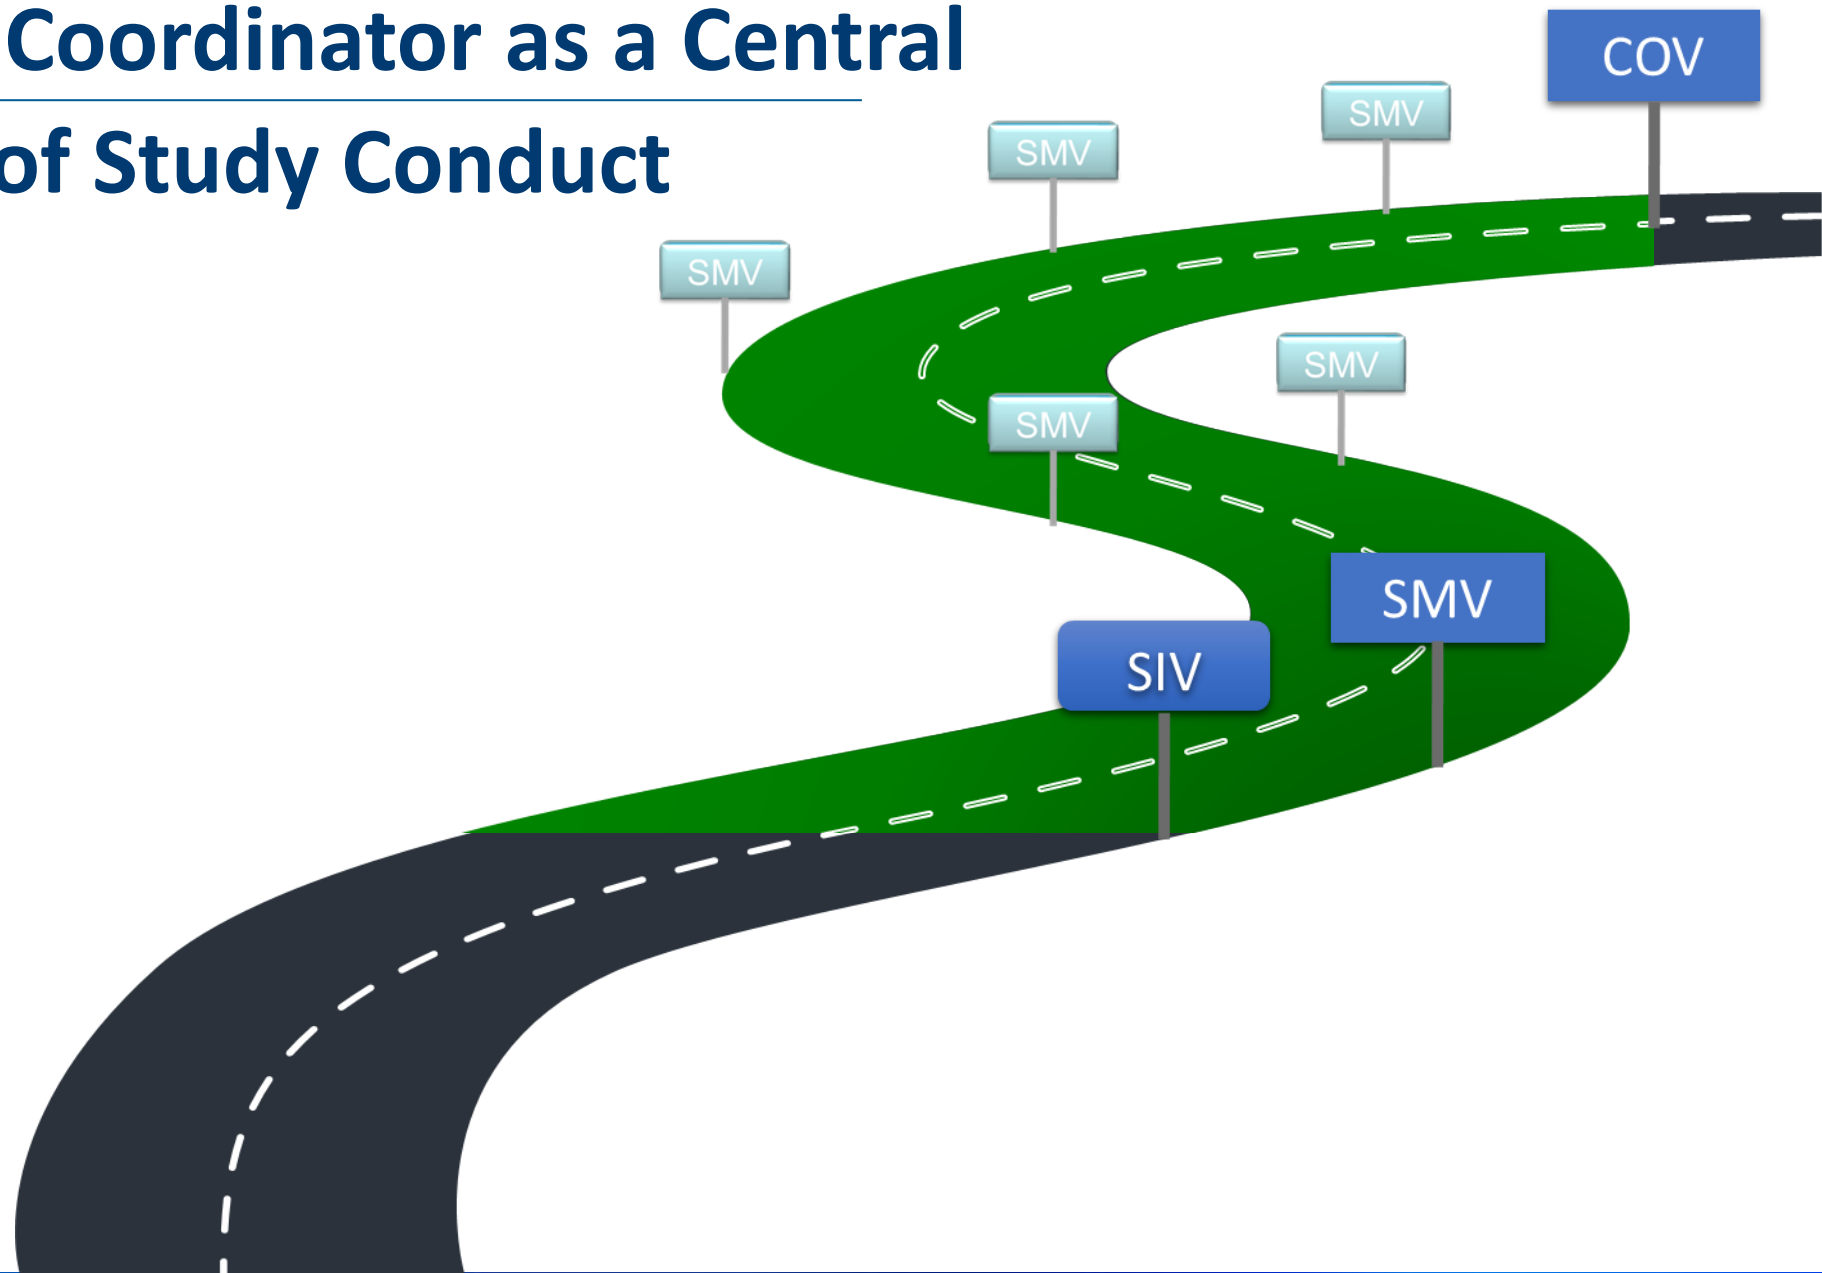 Coordinator as a Central
of Study Conduct
COV
SMV
SMV
SMV
SMV
SMV
SMV
SIV